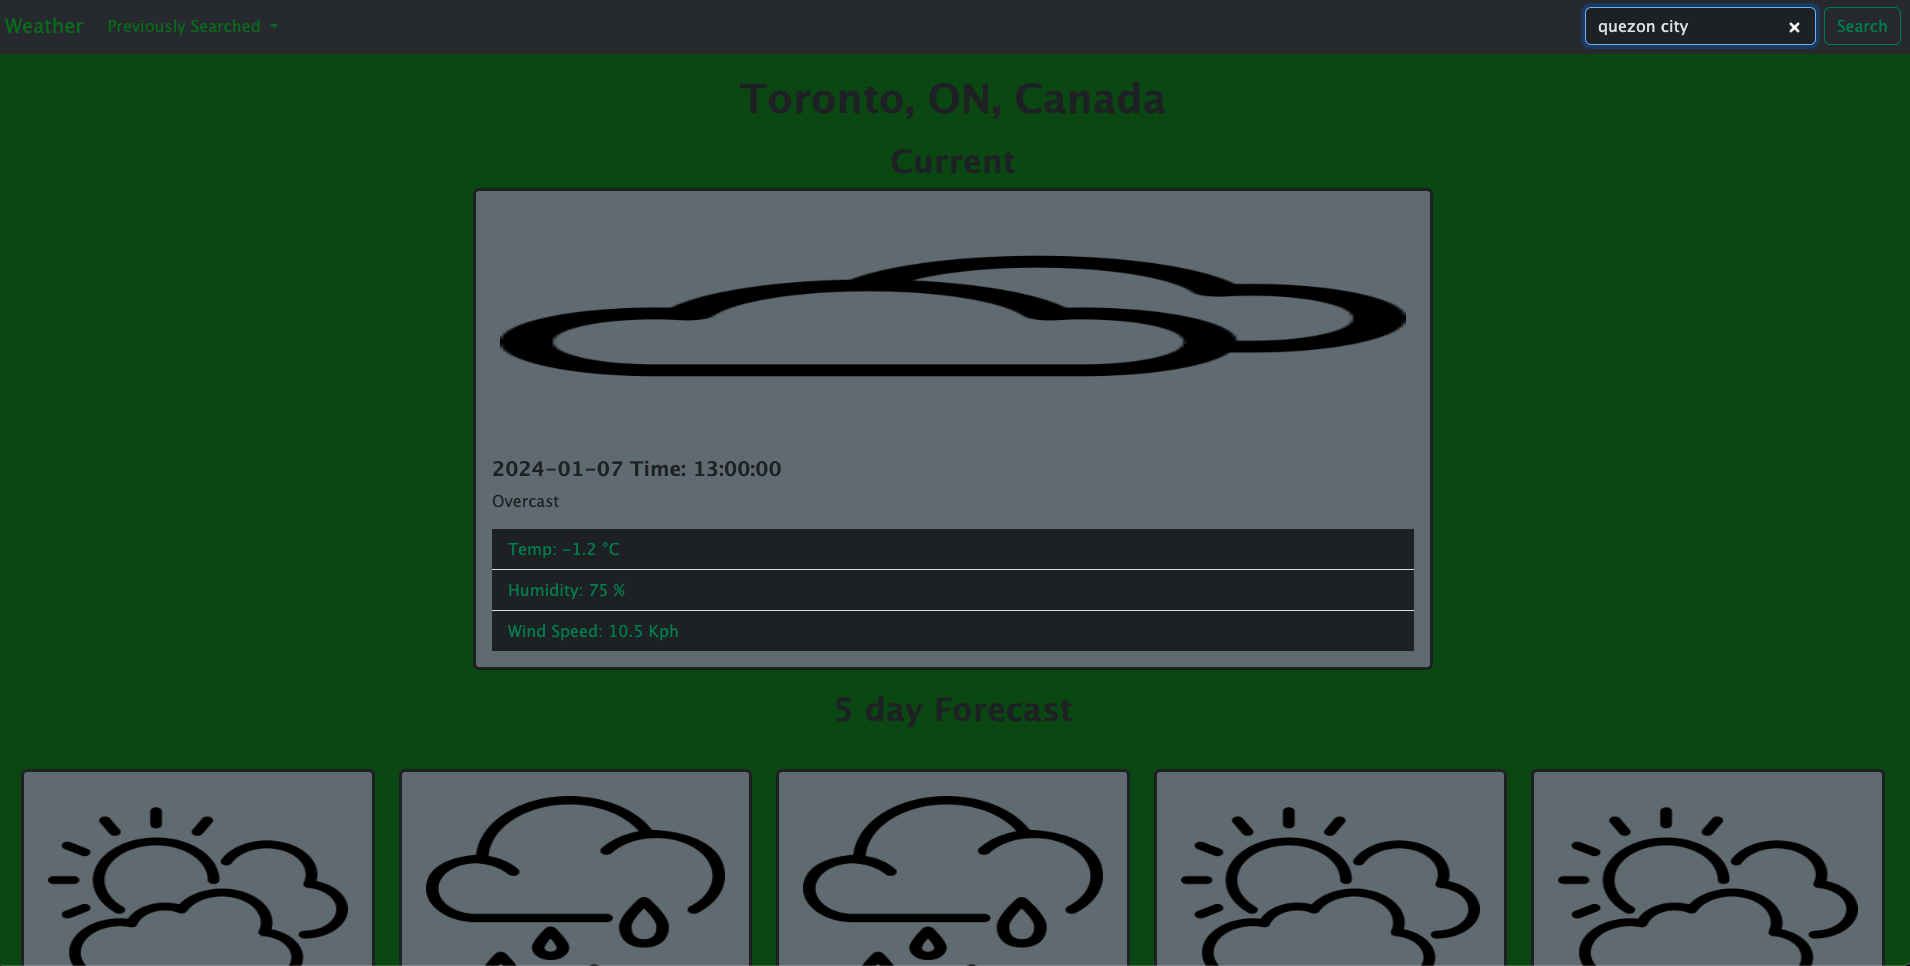 Weather Previously Searched quezon city Search
Toronto, ON, Canada
Current
2024-01-07 Time: 13:00:00
Overcast
Temp: -1.2 °C
Humidity: 75 %
Wind Speed: 10.5 Kph
5 day Forecast